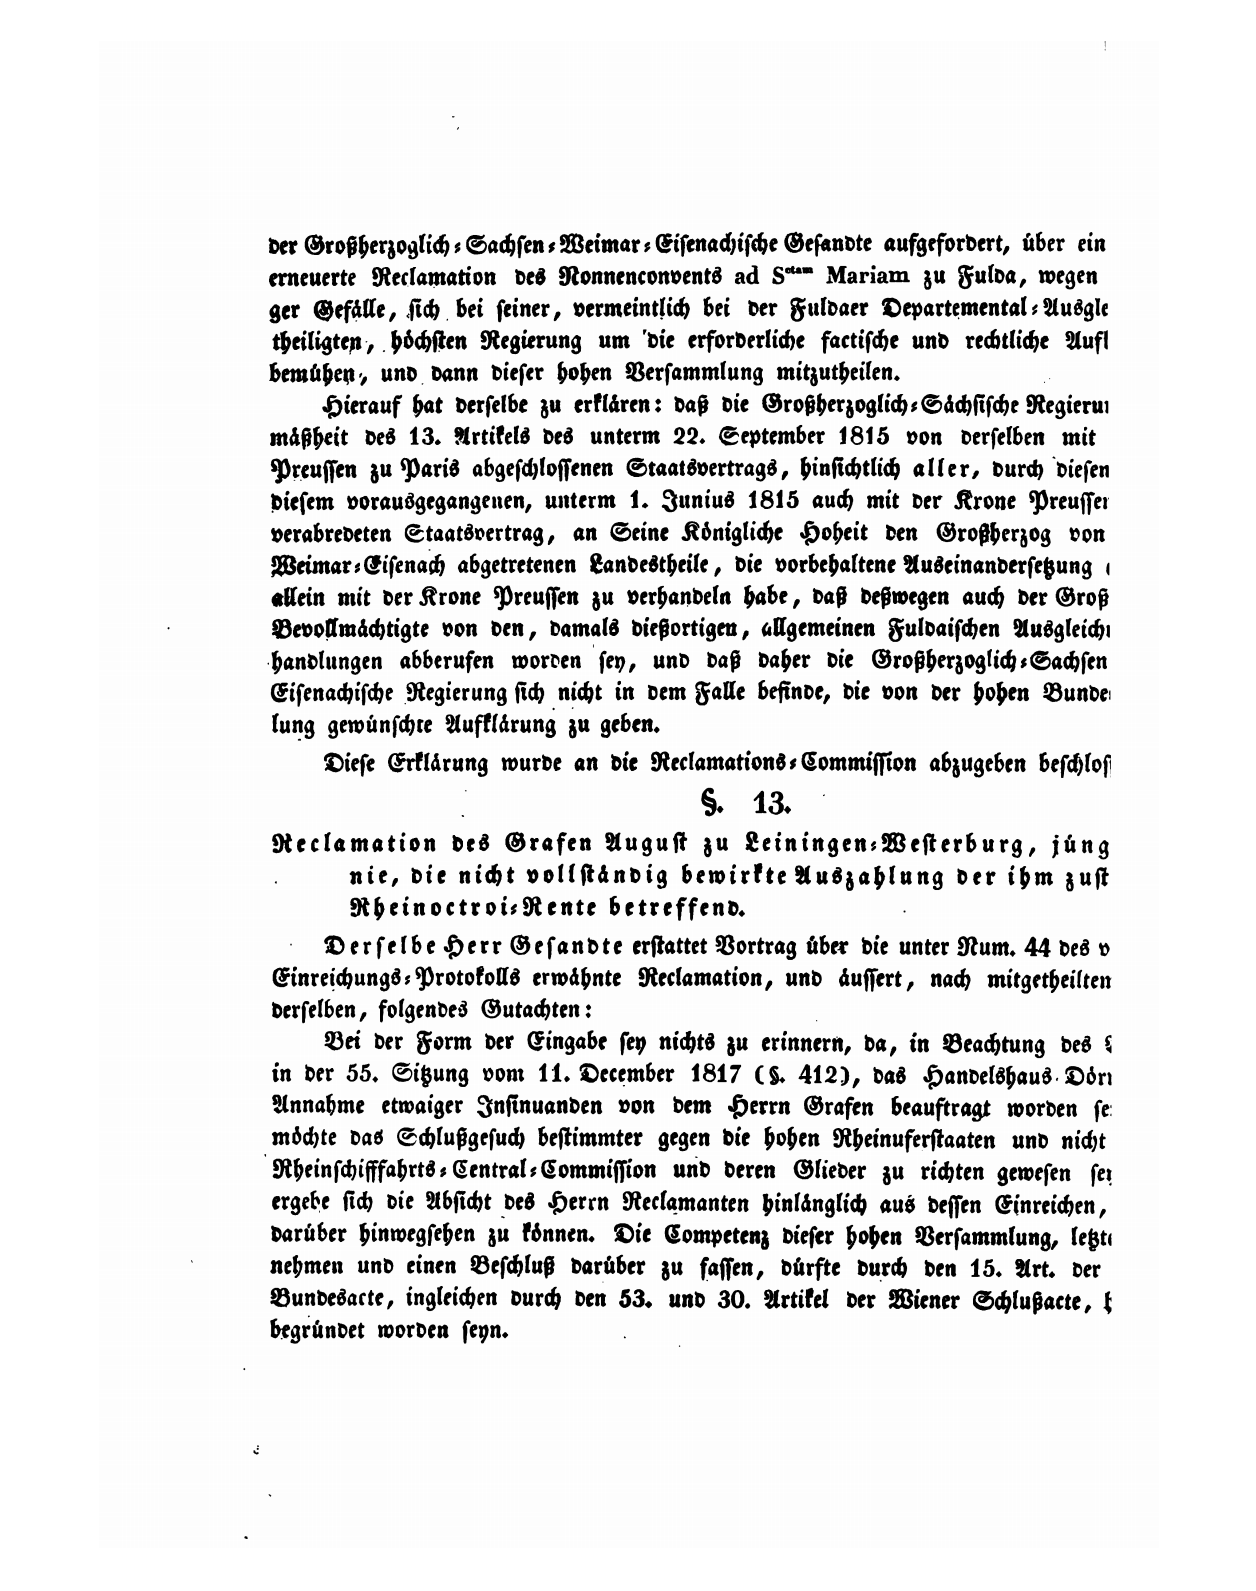 der Großherzoglich-Sachsen-Weimar-Eisenachische Gesandte aufgefordert, über ein
erneuerte Reclamation des Nonnenconvents ad Sctam Mariam zu Fulda, wegen
ger Gefälle, sich bei seiner, vermeintlich bei der Fuldaer Departemental-Ausgle
theiligten, höchsten Regierung um die erforderliche factische und rechtliche Aufl
bemühen, und dann dieser hohen Versammlung mitzutheilen.
Hierauf hat derselbe zu erklären: daß die Großherzoglich-Sächsische Regierun
mäßheit des 13. Artikels des unterm 22. September 1815 von derselben mit
Preussen zu Paris abgeschlossenen Staatsvertrags, hinsichtlich aller, durch diesen
diesem vorausgegangenen, unterm 1. Junius 1815 auch mit der Krone Preussen
verabredeten Staatsvertrag, an Seine Königliche Hoheit den Großherzog von
Weimar-Eisenach abgetretenen Landestheile, die vorbehaltene Auseinandersetzung
allein mit der Krone Preussen zu verhandeln habe, daß deßwegen auch der Groß
Bevollmächtigte von den, damals dießortigen, allgemeinen Fuldaischen Ausgleich
handlungen abberufen worden sey, und daß daher die Großherzoglich-Sachsen
Eisenachische Regierung sich nicht in dem Falle befinde, die von der hohen Bunde
lung gewünschte Aufklärung zu geben.
Diese Erklärung wurde an die Reclamations-Commission abzugeben beschlos
§. 13.
Reclamation des Grafen August zu Leiningen-Westerburg, jüng
nie, die nicht vollständig bewirkte Auszahlung der ihm zust
Rheinoctroi-Rente betreffend.
Derselbe Herr Gesandte erstattet Vortrag über die unter Num. 44 des v
Einreichungs-Protokolls erwähnte Reclamation, und äussert, nach mitgetheilten
derselben, folgendes Gutachten:
Bei der Form der Eingabe sey nichts zu erinnern, da, in Beachtung des
in der 55. Sitzung vom 11. December 1817 (§. 412), das Handelshaus Dör
Annahme etwaiger Insinuanden von dem Herrn Grafen beauftragt worden se
möchte das Schlußgesuch bestimmter gegen die hohen Rheinuferstaaten und nicht
Rheinschifffahrts-Central-Commission und deren Glieder zu richten gewesen se
ergebe sich die Absicht des Herrn Reclamanten hinlänglich aus dessen Einreichen,
darüber hinwegsehen zu können. Die Competenz dieser hohen Versammlung, letzt
nehmen und einen Beschluß darüber zu fassen, dürfte durch den 15. Art. der
Bundesacte, ingleichen durch den 53. und 30. Artikel der Wiener Schlußacte,
begründet worden seyn.